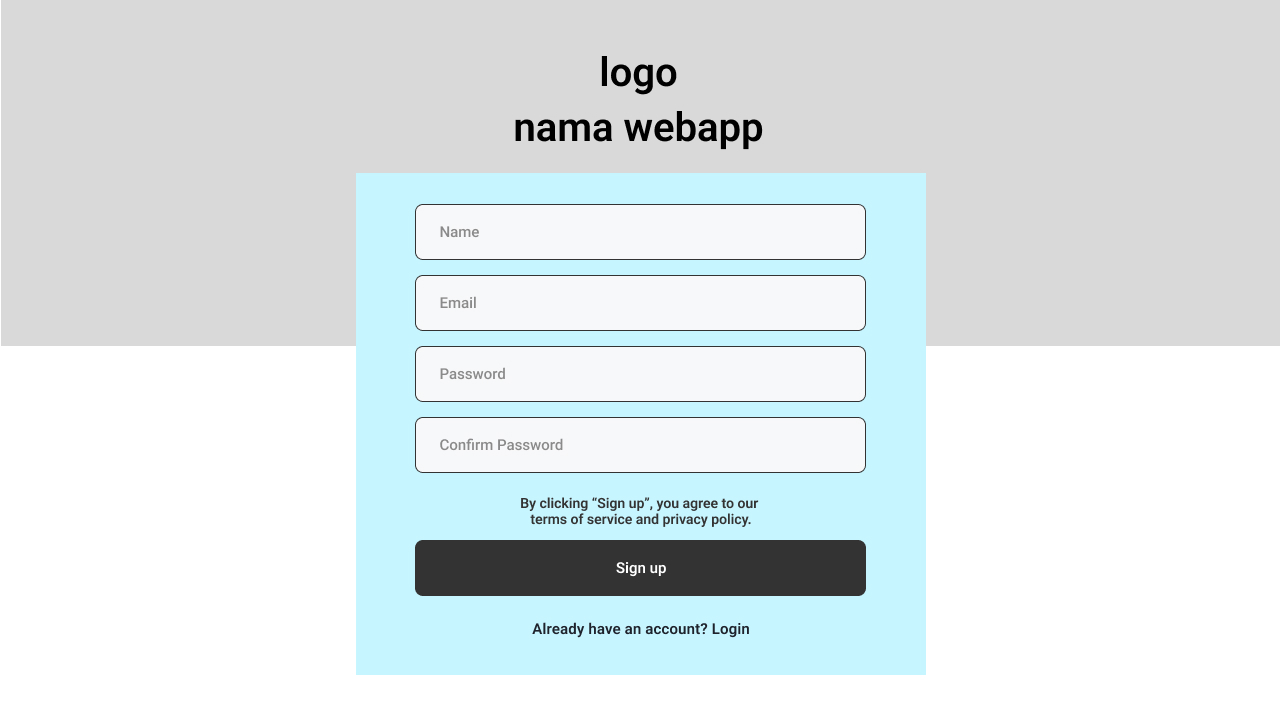 logo
nama webapp
Name
Email
Password
Confirm Password
By clicking “Sign up”, you agree to our
terms of service and privacy policy.
Sign up
Already have an account? Login